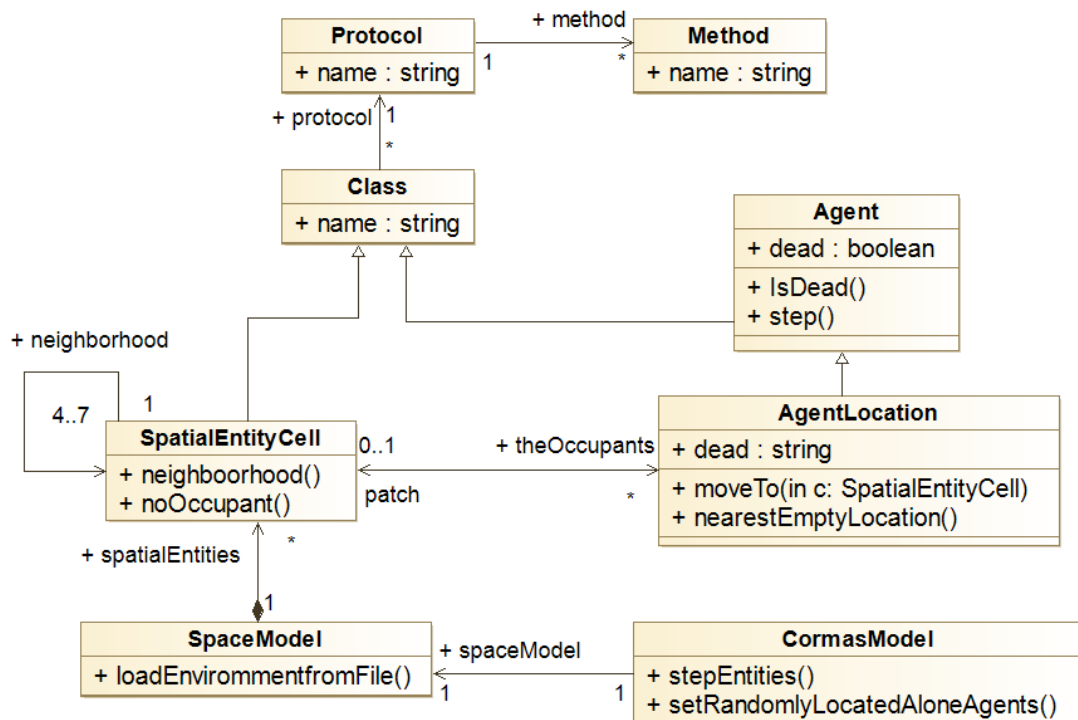 + method
Protocol
+ name : string
1
*
Method
+ name : string
+ protocol
1
*
Class
+ name : string
Agent
+ dead : boolean
+ IsDead()
+ step()
+ neighborhood
4..7
1
SpatialEntityCell
+ neighboorhood()
+ noOccupant()
0..1
patch
+ theOccupants
*
AgentLocation
+ dead : string
+ moveTo(in c: SpatialEntityCell)
+ nearestEmptyLocation()
+ spatialEntities
*
1
SpaceModel
+ loadEnvirommentfromFile()
+ spaceModel
1
1
CormasModel
+ stepEntities()
+ setRandomlyLocatedAloneAgents()